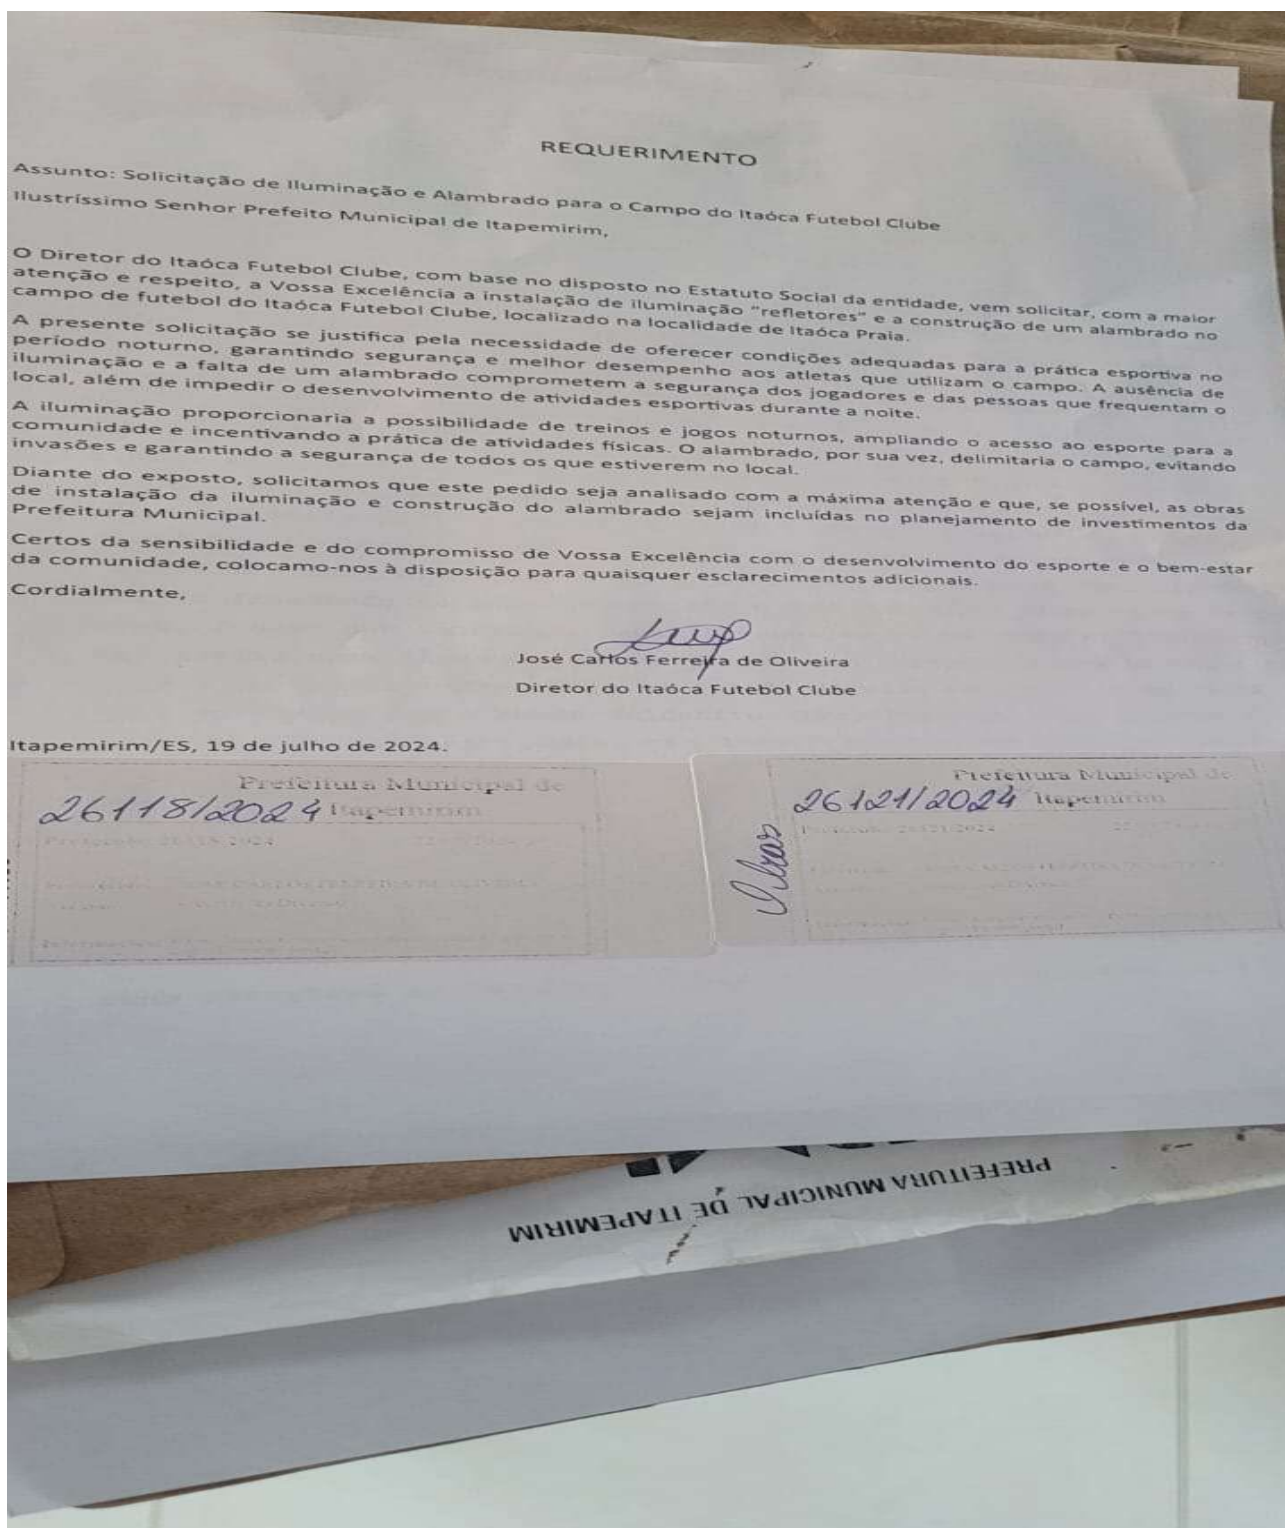 REQUERIMENTO
Assunto: Solicitação de Iluminação e Alambrado para o Campo do Itaóca Futebol Clube
Ilustríssimo Senhor Prefeito Municipal de Itapemirim,
O Diretor do Itaóca Futebol Clube, com base no disposto no Estatuto Social da entidade, vem solicitar, com a maior
atenção e respeito, a Vossa Excelência a instalação de iluminação "refletores" e a construção de um alambrado no
campo de futebol do Itaóca Futebol Clube, localizado na localidade de Itaóca Praia.
A presente solicitação se justifica pela necessidade de oferecer condições adequadas para a prática esportiva no
período noturno, garantindo segurança e melhor desempenho aos atletas que utilizam o campo. A ausência de
iluminação e a falta de um alambrado comprometem a segurança dos jogadores e das pessoas que frequentam o
local, além de impedir o desenvolvimento de atividades esportivas durante a noite.
A iluminação proporcionaria a possibilidade de treinos e jogos noturnos, ampliando o acesso ao esporte para a
comunidade e incentivando a prática de atividades físicas. O alambrado, por sua vez, delimitaria o campo, evitando
invasões e garantindo a segurança de todos os que estiverem no local.
Diante do exposto, solicitamos que este pedido seja analisado com a máxima atenção e que, se possível, as obras
de instalação da iluminação e construção do alambrado sejam incluídas no planejamento de investimentos da
Prefeitura Municipal.
Certos da sensibilidade e do compromisso de Vossa Excelência com o desenvolvimento do esporte e o bem-estar
da comunidade, colocamo-nos à disposição para quaisquer esclarecimentos adicionais.
Cordialmente,
José Carlos Ferreira de Oliveira
Diretor do Itaóca Futebol Clube
Itapemirim/ES, 19 de julho de 2024.
Prefeitura Municipal de
26118/2024 Itapemirim
Prefeitura Municipal de
26121/2024 Itapemirim
PREFEITURA MUNICIPAL DE ITAPEMIRIM